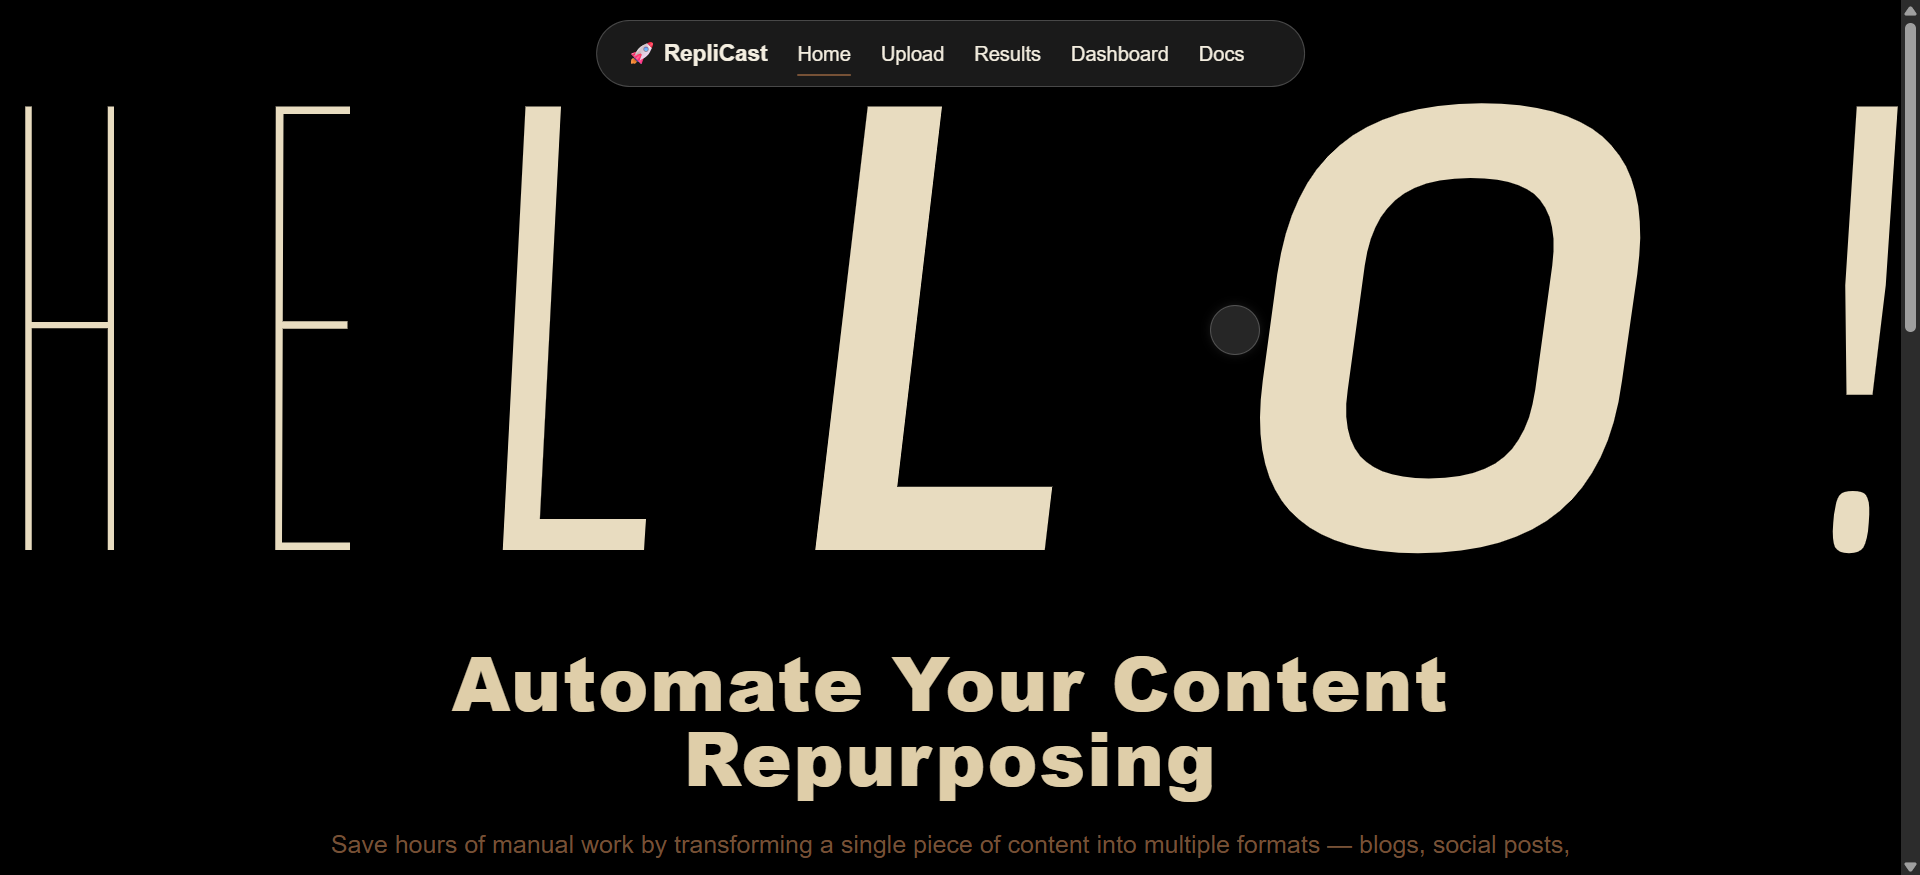 🚀 RepliCast Home Upload Results Dashboard Docs
HELLO!
Automate Your Content
Repurposing
Save hours of manual work by transforming a single piece of content into multiple formats — blogs, social posts,